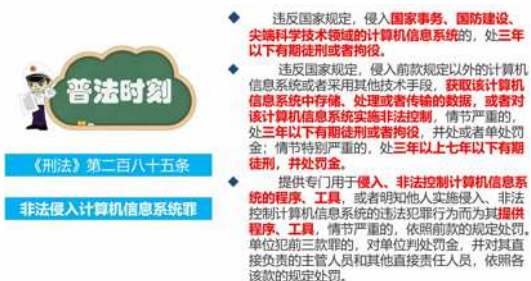 普法时刻
《刑法》第二百八十五条
非法侵入计算机信息系统罪
违反国家规定，侵入国家事务、国防建设、
尖端科学技术领域的计算机信息系统的，处三年
以下有期徒刑或者拘役。
违反国家规定，侵入前款规定以外的计算机
信息系统或者采用其他技术手段，获取该计算机
信息系统中存储、处理或者传输的数据，或者对
该计算机信息系统实施非法控制，情节严重的，
处三年以下有期徒刑或者拘役，并处或者单处罚
金；情节特别严重的，处三年以上七年以下有期
徒刑，并处罚金。
提供专门用于侵入、非法控制计算机信息系
统的程序、工具，或者明知他人实施侵入、非法
控制计算机信息系统的违法犯罪行为而为其提供
程序、工具，情节严重的，依照前款的规定处罚。
单位犯前三款罪的，对单位判处罚金，并对其直
接负责的主管人员和其他直接责任人员，依照各
该款的规定处罚。